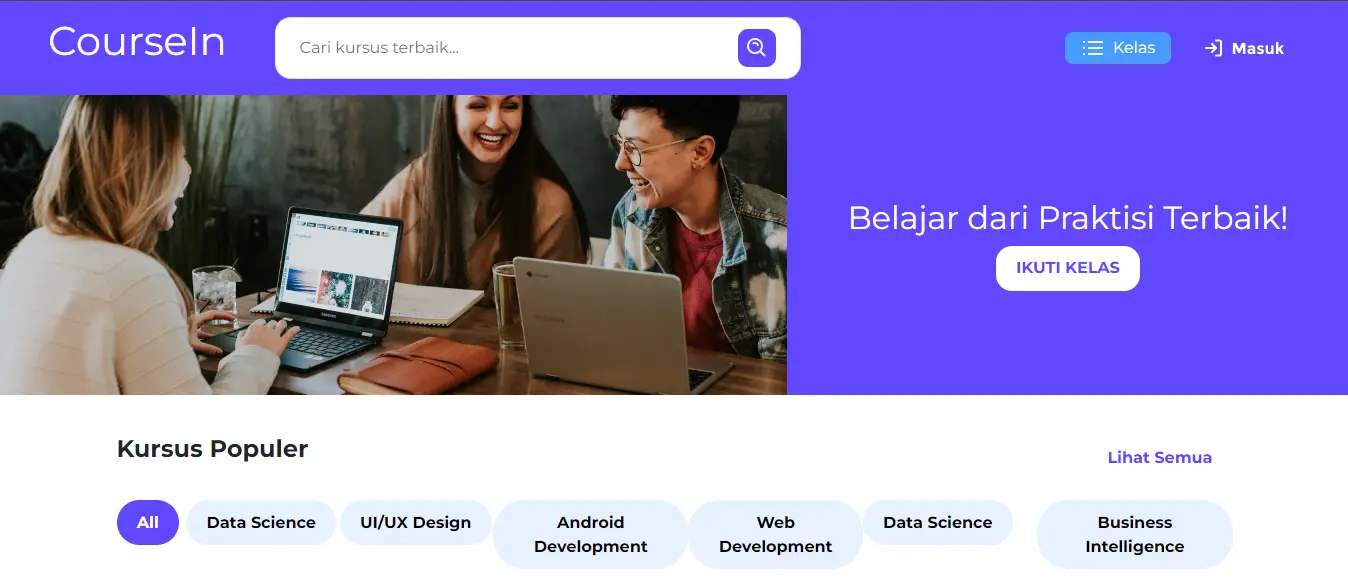 CourseIn
Cari kursus terbaik...
Kelas
Masuk
Belajar dari Praktisi Terbaik!
IKUTI KELAS
Kursus Populer
Lihat Semua
All
Data Science
UI/UX Design
Android
Development
Web
Development
Data Science
Business
Intelligence